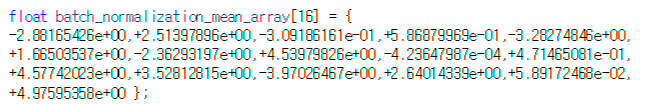 float batch_normalization_mean_array[16] = {
-2.88165426e+00,+2.51397896e+00,-3.09186161e-01,+5.86879969e-01,-3.28274846e+00,
+1.66503537e+00,-2.36293197e+00,+4.53979826e+00,-4.23647987e-04,+4.71465081e-01,
+4.57742023e+00,+3.52812815e+00,-3.97026467e+00,+2.64014339e+00,+5.89172468e-02,
+4.97595358e+00 };